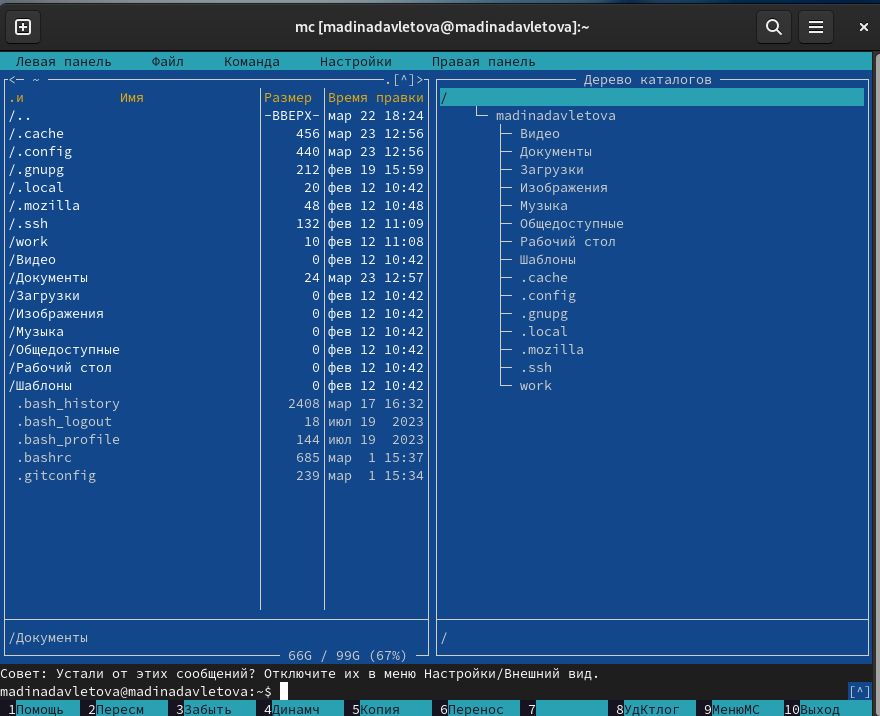 mc [madinadavletova@madinadavletova]:~
Левая панель Файл Команда Настройки Правая панель
<─ ~ .[^]>
.и Имя Размер Время правки
/.. -ВВЕРХ- мар 22 18:24
/.cache 456 мар 23 12:56
/.config 440 мар 23 12:56
/.gnupg 212 фев 19 15:59
/.local 20 фев 12 10:42
/.mozilla 48 фев 12 10:48
/.ssh 132 фев 12 11:09
/work 10 фев 12 11:08
/Видео 0 фев 12 10:42
/Документы 24 мар 23 12:57
/Загрузки 0 фев 12 10:42
/Изображения 0 фев 12 10:42
/Музыка 0 фев 12 10:42
/Общедоступные 0 фев 12 10:42
/Рабочий стол 0 фев 12 10:42
/Шаблоны 0 фев 12 10:42
.bash_history 2408 мар 17 16:32
.bash_logout 18 июл 19 2023
.bash_profile 144 июл 19 2023
.bashrc 685 мар 1 15:37
.gitconfig 239 мар 1 15:34
/Документы
66G / 99G (67%)
Дерево каталогов
/
madinadavletova
Видео
Документы
Загрузки
Изображения
Музыка
Общедоступные
Рабочий стол
Шаблоны
.cache
.config
.gnupg
.local
.mozilla
.ssh
work
/
Совет: Устали от этих сообщений? Отключите их в меню Настройки/Внешний вид.
madinadavletova@madinadavletova:~$ [^]
1Помощь 2Пересм 3Забыть 4Динамч 5Копия 6Перенос 7 8УдКтлог 9МенюMC 10Выход